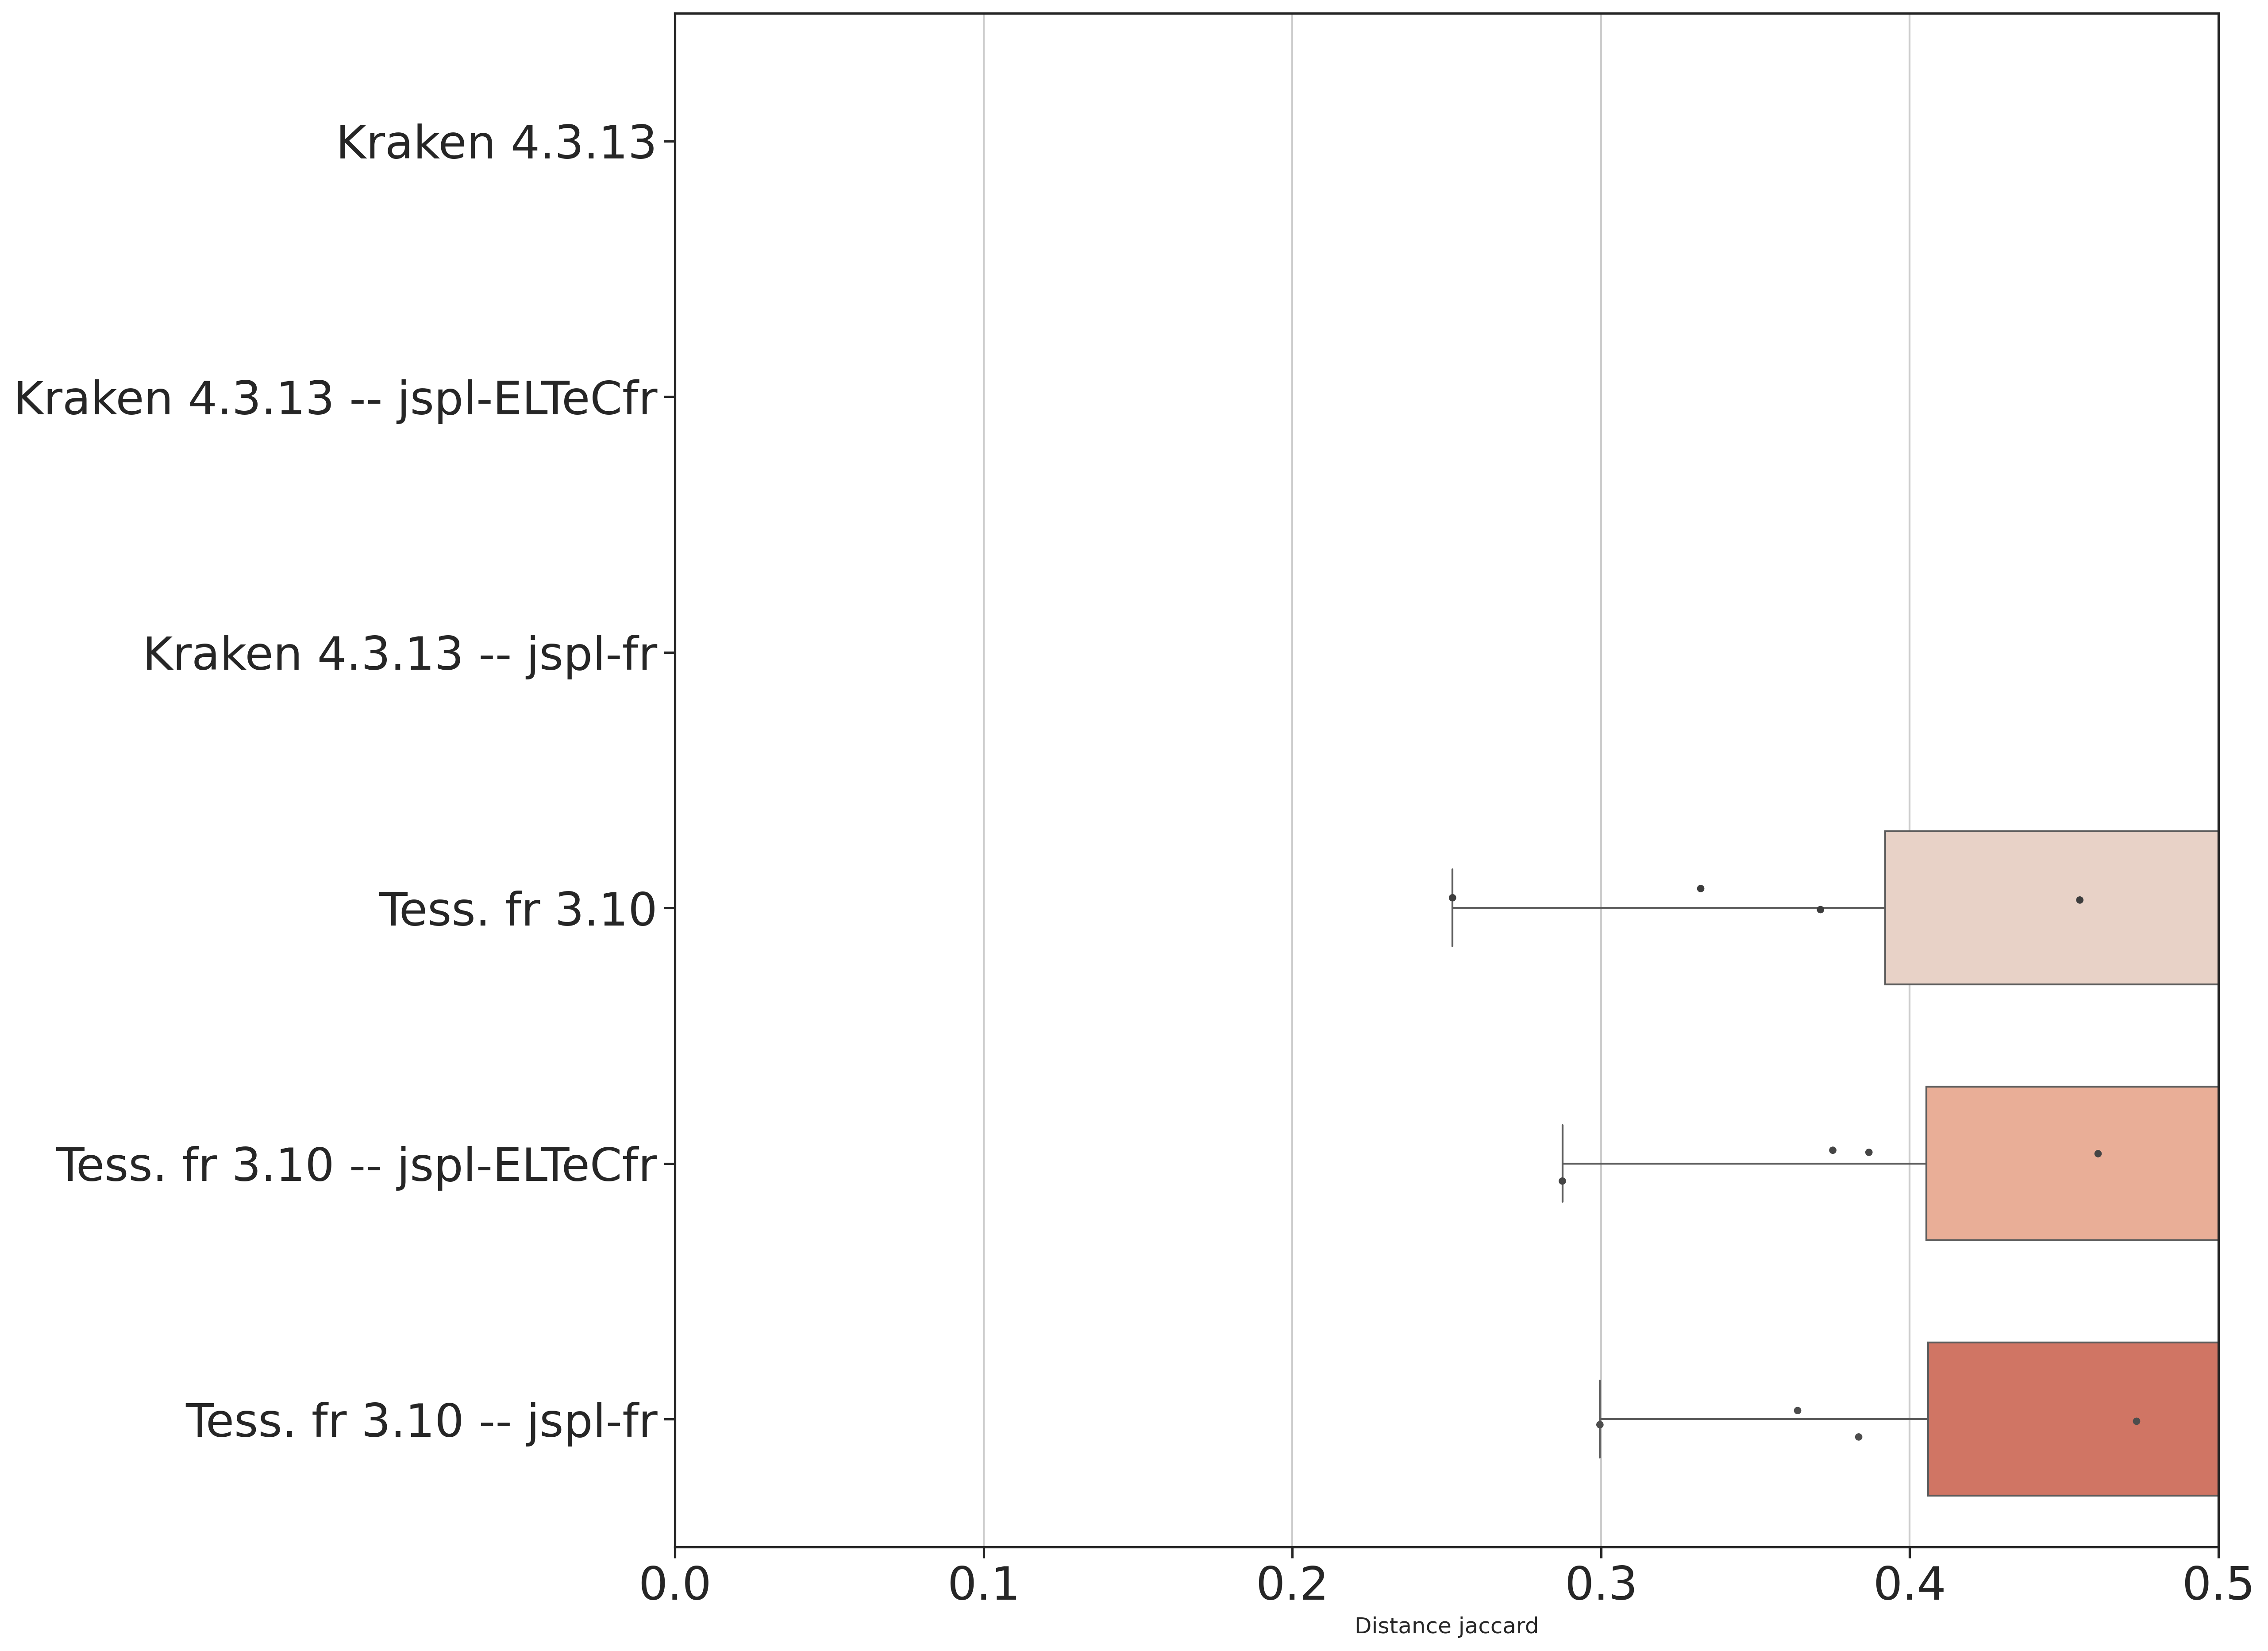 Kraken 4.3.13
Kraken 4.3.13 -- jspl-ELTeCfr
Kraken 4.3.13 -- jspl-fr
Tess. fr 3.10
Tess. fr 3.10 -- jspl-ELTeCfr
Tess. fr 3.10 -- jspl-fr
0.0 0.1 0.2 0.3 0.4 0.5
Distance jaccard